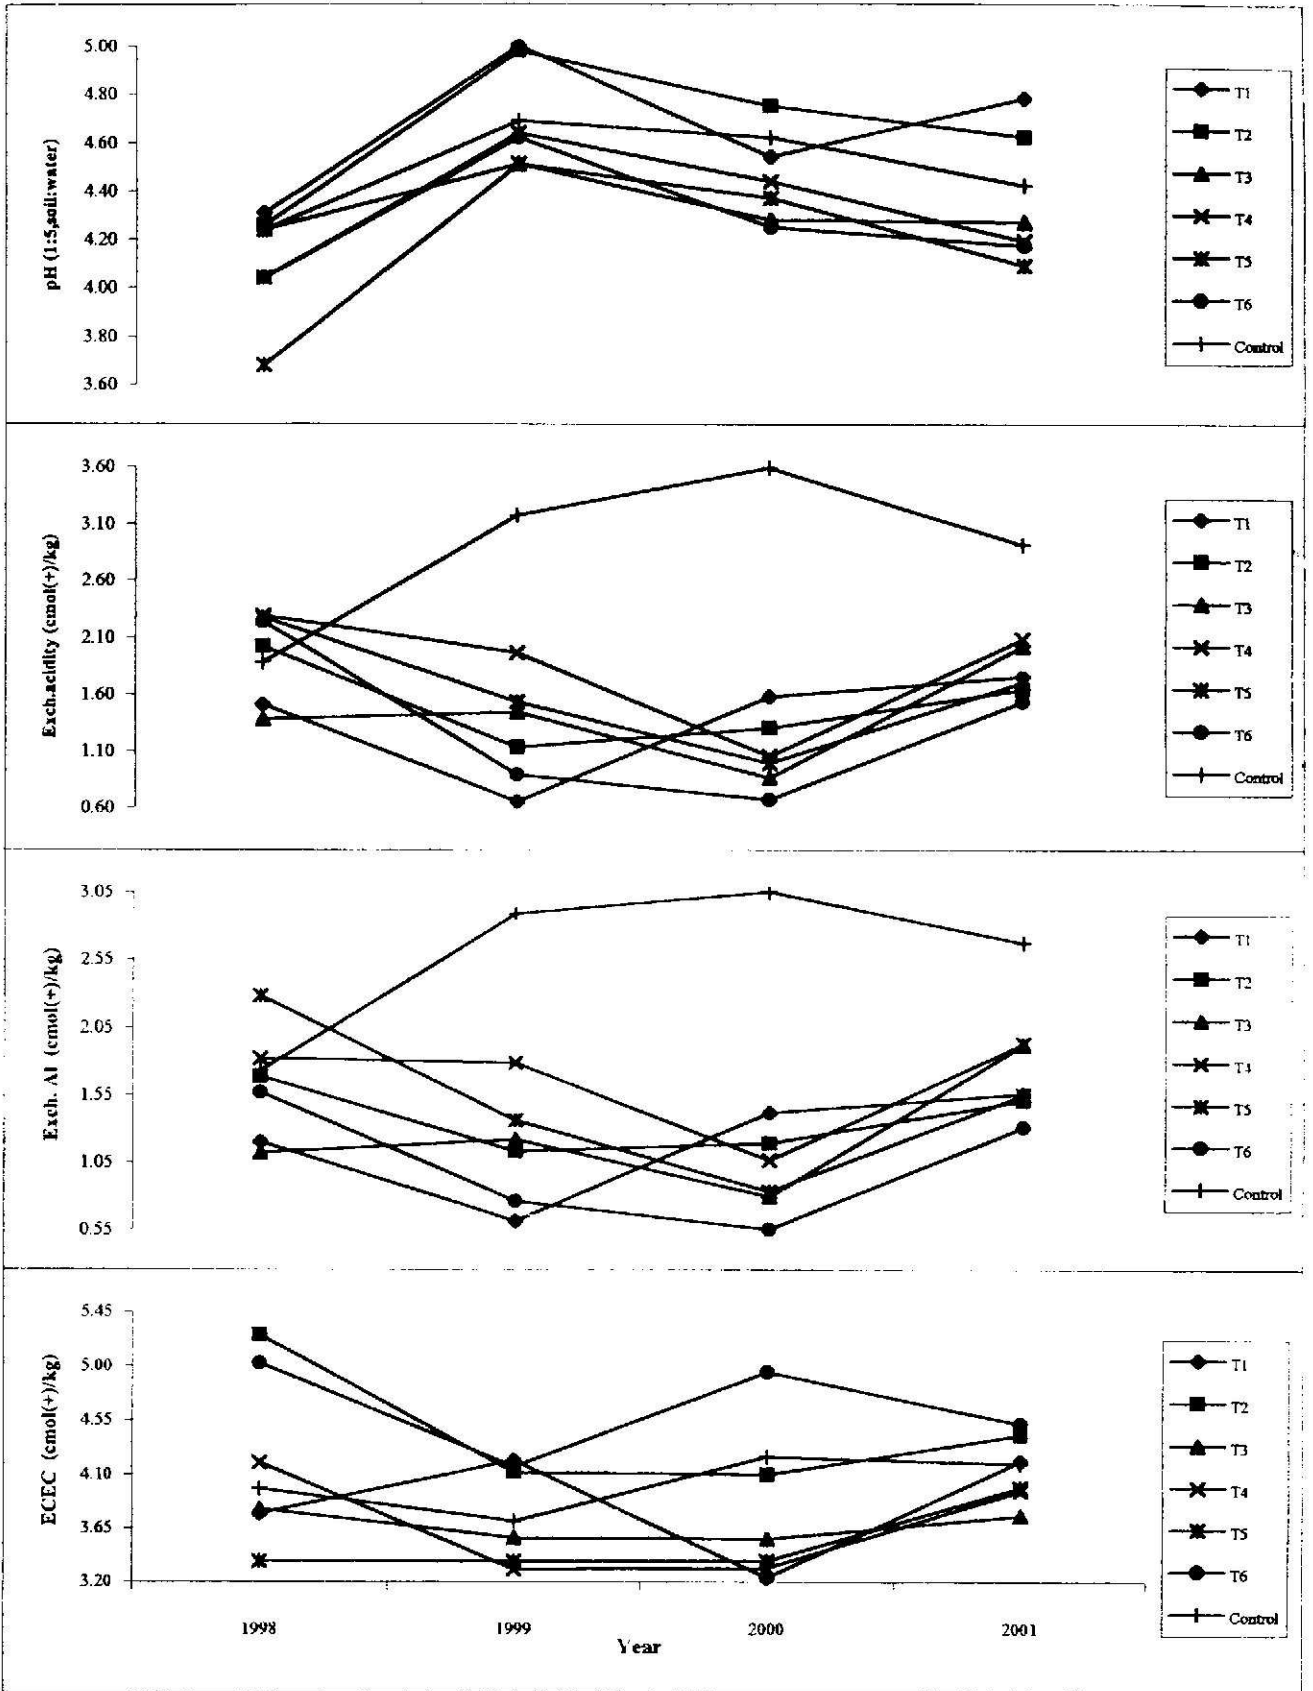 pH (1:5,soil:water)
5.00
4.80
4.60
4.40
4.20
4.00
3.80
3.60
T1
T2
T3
T4
T5
T6
Control
Exch.acidity (cmol(+)/kg)
3.60
3.10
2.60
2.10
1.60
1.10
0.60
T1
T2
T3
T4
T5
T6
Control
Exch. Al (cmol(+)/kg)
3.05
2.55
2.05
1.55
1.05
0.55
T1
T2
T3
T4
T5
T6
Control
ECEC (cmol(+)/kg)
5.45
5.00
4.55
4.10
3.65
3.20
T1
T2
T3
T4
T5
T6
Control
1998 1999 2000 2001
Year